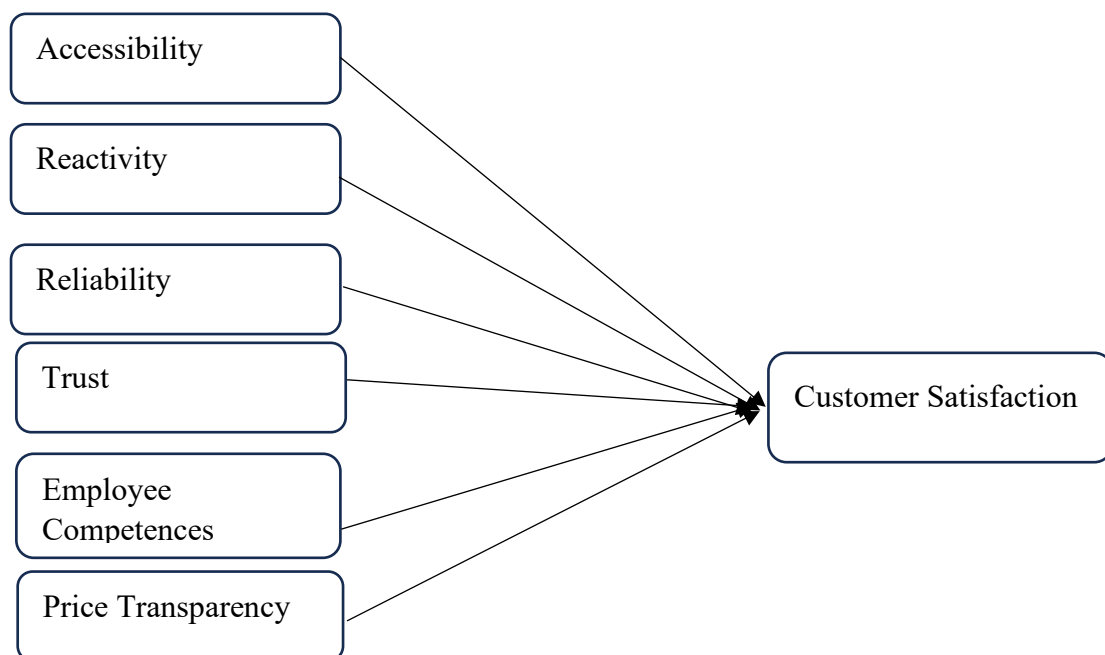 Accessibility
Reactivity
Reliability
Trust
Employee
Competences
Price Transparency
Customer Satisfaction